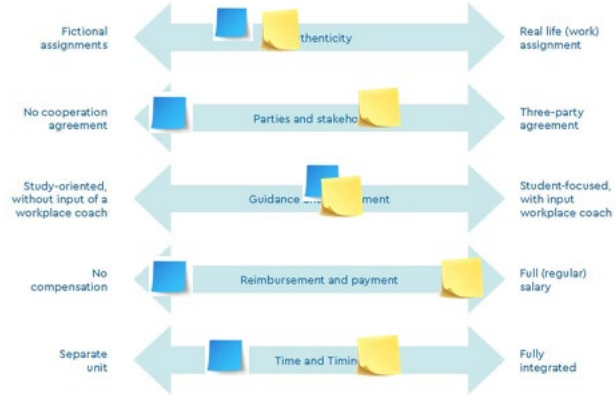 Fictional
assignments
Real life (work)
assignment
No cooperation
agreement
Parties and
Three-party
agreement
Study-oriented,
without input of a
workplace coach
Guidance
Student-focused,
with input
workplace coach
No
compensation
Reimbursement and payment
Full (regular)
salary
Separate
unit
Time and
Fully
integrated